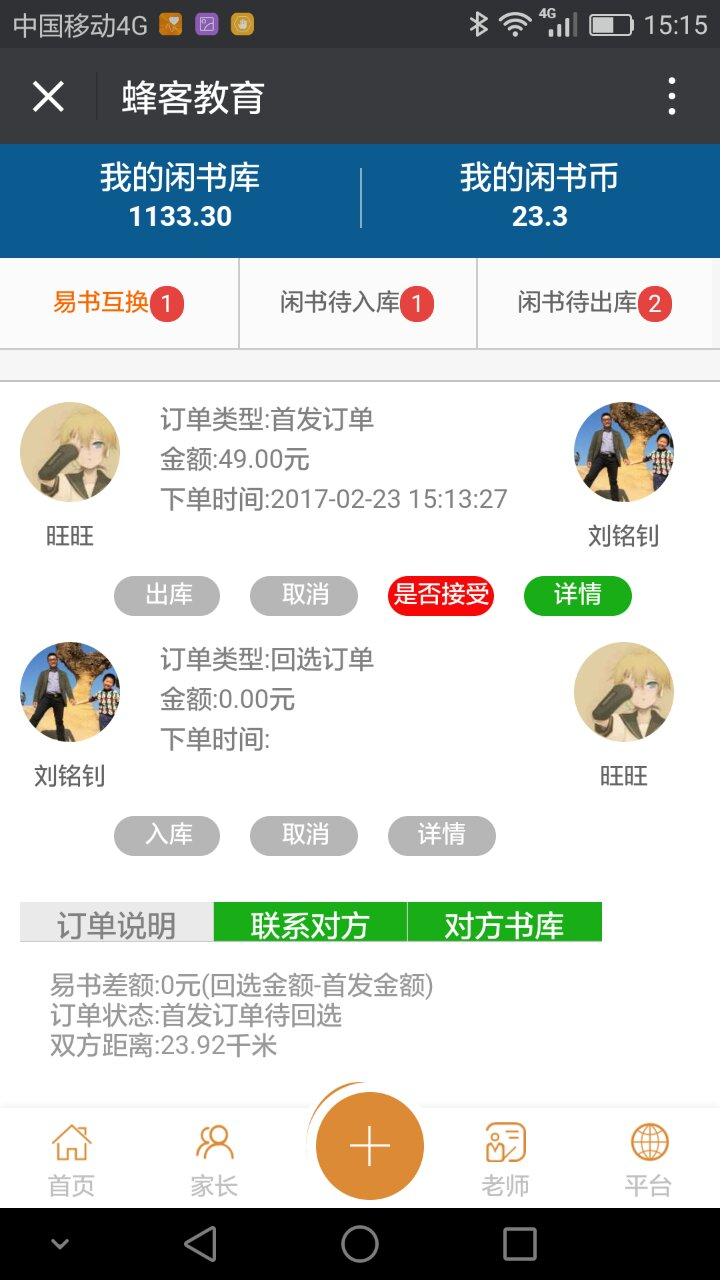 中国移动4G 4G 15:15
蜂客教育
我的闲书库 我的闲书币
1133.30 23.3
易书互换 1 闲书待入库 1 闲书待出库 2
订单类型:首发订单
金额:49.00元
下单时间:2017-02-23 15:13:27
旺旺 刘铭钊
出库 取消 是否接受 详情
订单类型:回选订单
金额:0.00元
下单时间:
刘铭钊 旺旺
入库 取消 详情
订单说明 联系对方 对方书库
易书差额:0元(回选金额-首发金额)
订单状态:首发订单待回选
双方距离:23.92千米
首页 家长 老师 平台